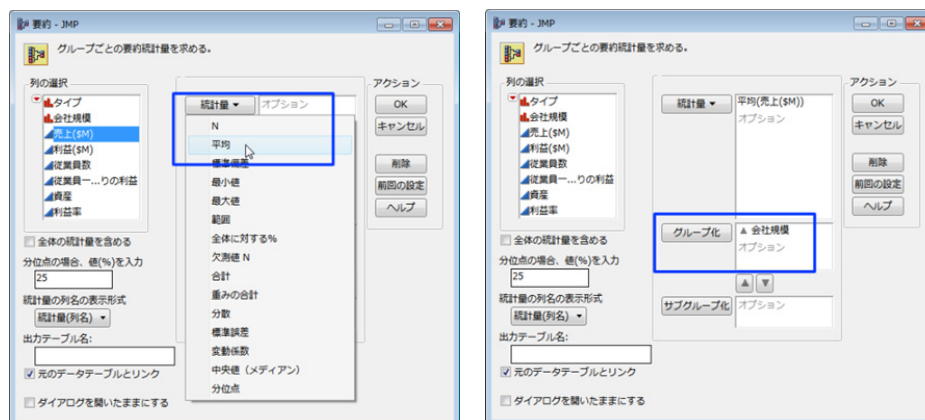 要約 - JMP
グループごとの要約統計量を求める。
列の選択
タイプ
会社規模
売上($M)
利益($M)
従業員数
従業員一...りの利益
資産
利益率
統計量
オプション
N
平均
標準偏差
最小値
最大値
範囲
全体に対する%
欠測値 N
合計
重みの合計
分散
標準誤差
変動係数
中央値（メディアン）
分位点
アクション
OK
キャンセル
削除
前回の設定
ヘルプ
全体の統計量を含める
分位点の場合、値(%)を入力
25
統計量の列名の表示形式
統計量(列名)
出力テーブル名:
元のデータテーブルとリンク
ダイアログを開いたままにする
要約 - JMP
グループごとの要約統計量を求める。
列の選択
タイプ
会社規模
売上($M)
利益($M)
従業員数
従業員一...りの利益
資産
利益率
統計量
平均(売上($M))
オプション
グループ化
会社規模
オプション
サブグループ化
オプション
アクション
OK
キャンセル
削除
前回の設定
ヘルプ
全体の統計量を含める
分位点の場合、値(%)を入力
25
統計量の列名の表示形式
統計量(列名)
出力テーブル名:
元のデータテーブルとリンク
ダイアログを開いたままにする